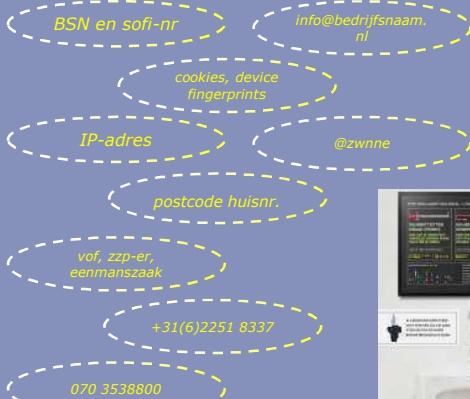 BSN en sofi-nr
info@bedrijfsnaam.
nl
cookies, device
fingerprints
IP-adres
@zwnne
postcode huisnr.
vof, zzp-er,
eenmanszaak
+31(6)2251 8337
070 3538800